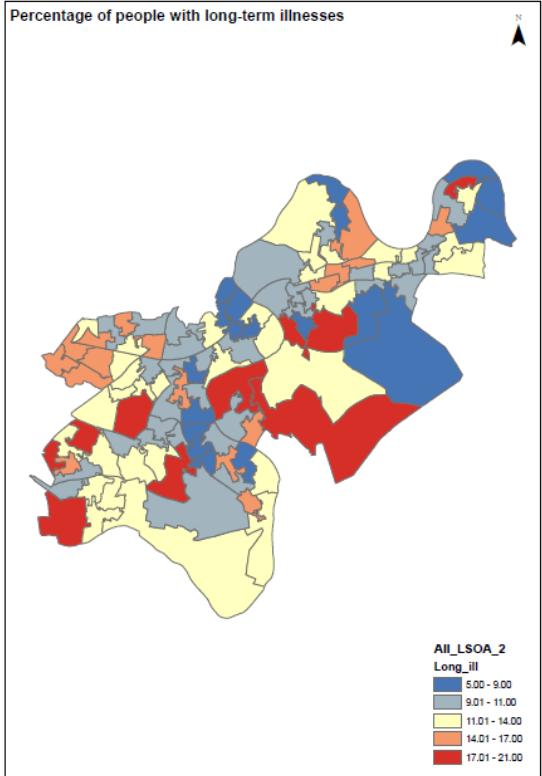 Percentage of people with long-term illnesses
N
All_LSOA_2
Long_ill
5.00 - 9.00
9.01 - 11.00
11.01 - 14.00
14.01 - 17.00
17.01 - 21.00